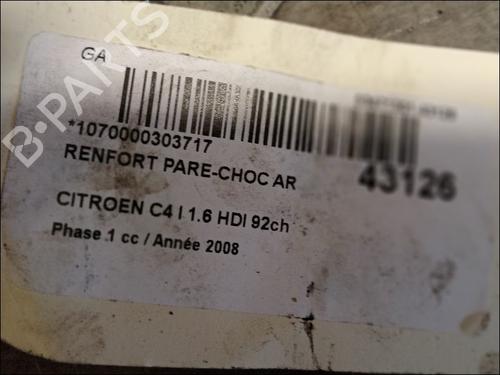 GA
*1070000303717
RENFORT PARE-CHOC AR
43126
CITROEN C4 I 1.6 HDI 92ch
Phase 1 cc / Année 2008
B-PARTS